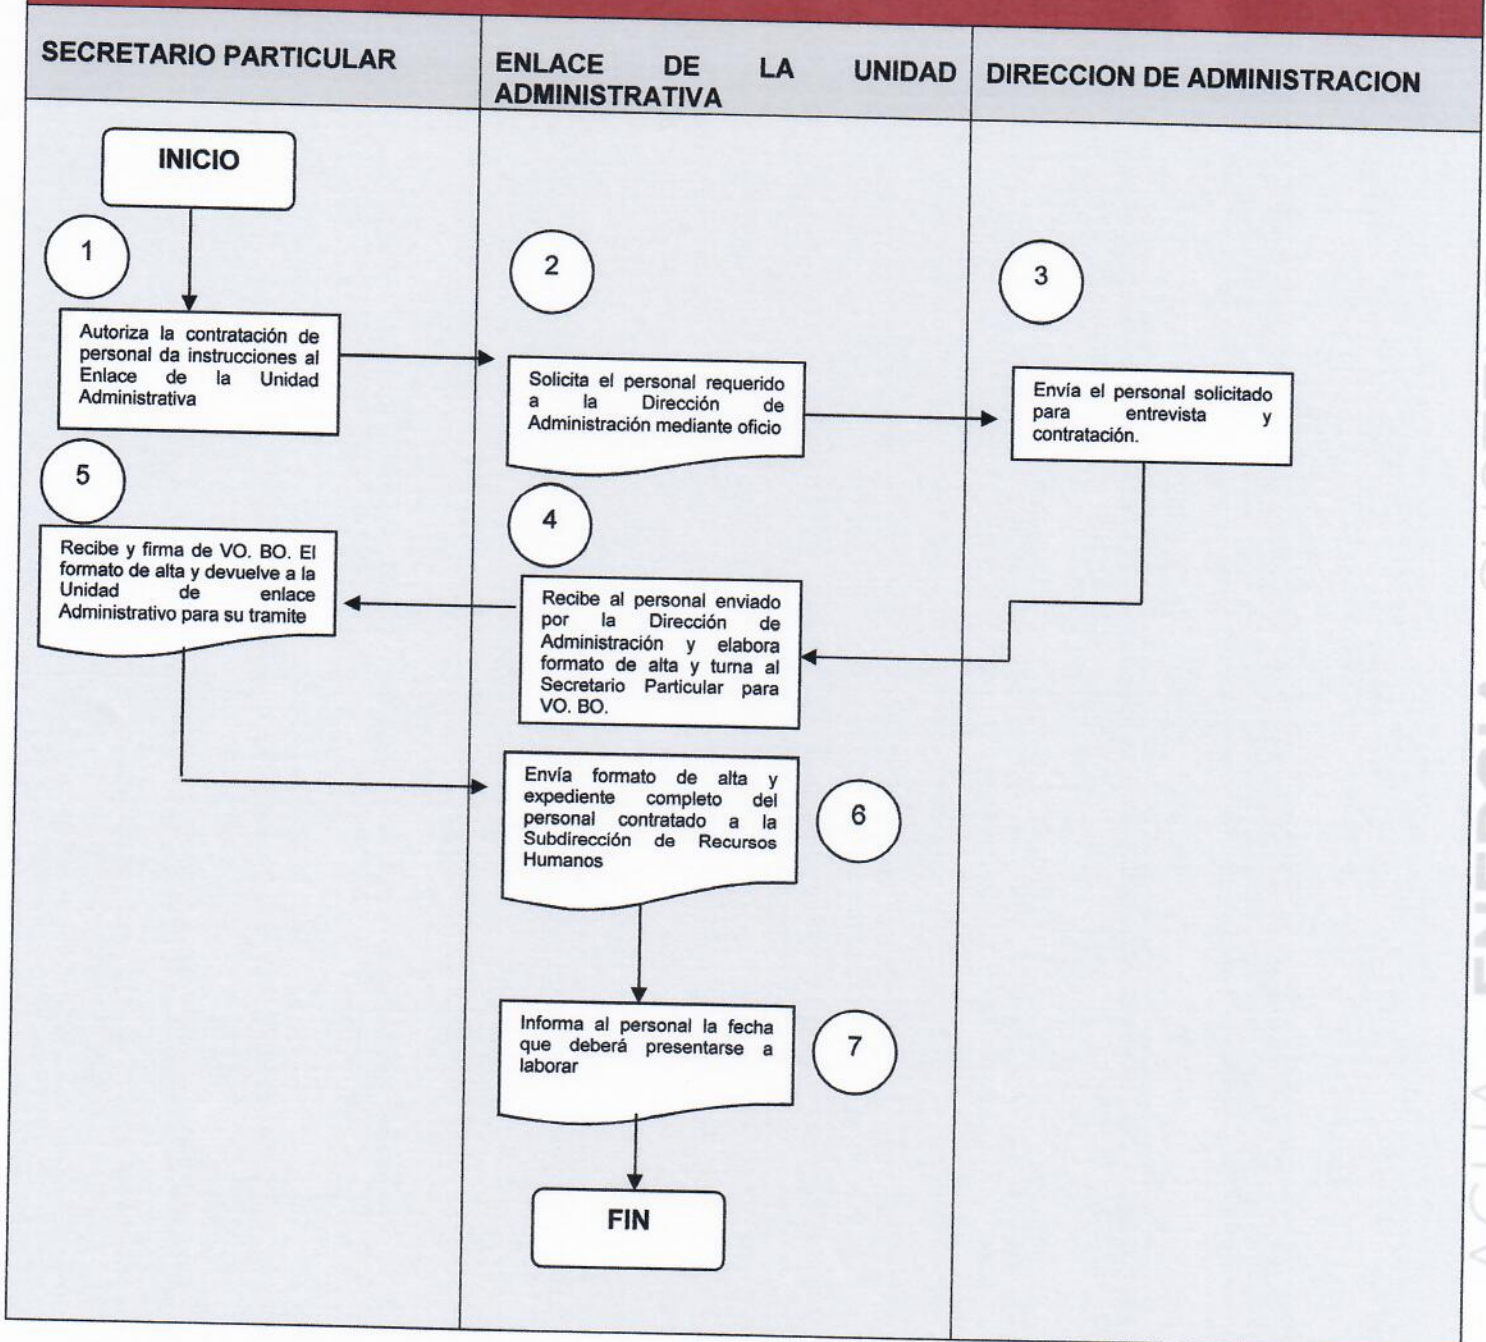 SECRETARIO PARTICULAR
ENLACE DE LA UNIDAD
ADMINISTRATIVA
DIRECCION DE ADMINISTRACION
INICIO
1
Autoriza la contratación de
personal da instrucciones al
Enlace de la Unidad
Administrativa
2
Solicita el personal requerido
a la Dirección de
Administración mediante oficio
3
Envía el personal solicitado
para entrevista y
contratación.
4
Recibe al personal enviado
por la Dirección de
Administración y elabora
formato de alta y turna al
Secretario Particular para
VO. BO.
5
Recibe y firma de VO. BO. El
formato de alta y devuelve a la
Unidad de enlace
Administrativo para su tramite
6
Envía formato de alta y
expediente completo del
personal contratado a la
Subdirección de Recursos
Humanos
7
Informa al personal la fecha
que deberá presentarse a
laborar
FIN
AGUA ENERGIA